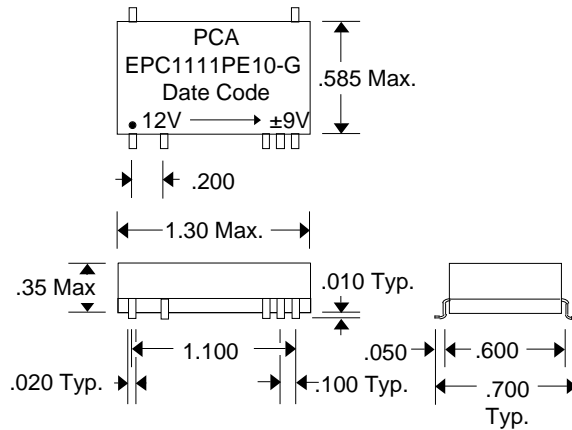 PCA
EPC1111PE10-G
Date Code
12V ±9V
.585 Max.
.200
1.30 Max.
.35 Max
.010 Typ.
1.100
.050
.600
.020 Typ.
.100 Typ.
.700
Typ.